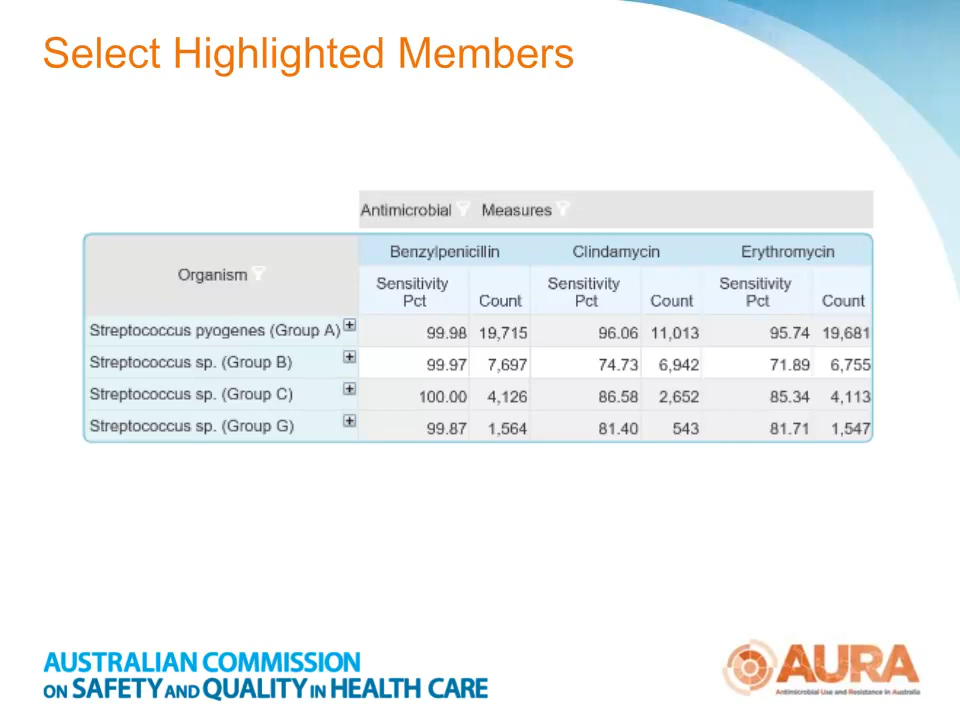 Select Highlighted Members
Antimicrobial Measures
Organism
Benzylpenicillin Clindamycin Erythromycin
Sensitivity Pct Count Sensitivity Pct Count Sensitivity Pct Count
Streptococcus pyogenes (Group A) 99.98 19,715 96.06 11,013 95.74 19,681
Streptococcus sp. (Group B) 99.97 7,697 74.73 6,942 71.89 6,755
Streptococcus sp. (Group C) 100.00 4,126 86.58 2,652 85.34 4,113
Streptococcus sp. (Group G) 99.87 1,564 81.40 543 81.71 1,547
AUSTRALIAN COMMISSION
ON SAFETY AND QUALITY IN HEALTH CARE
AURA
Antimicrobial Use and Resistance in Australia